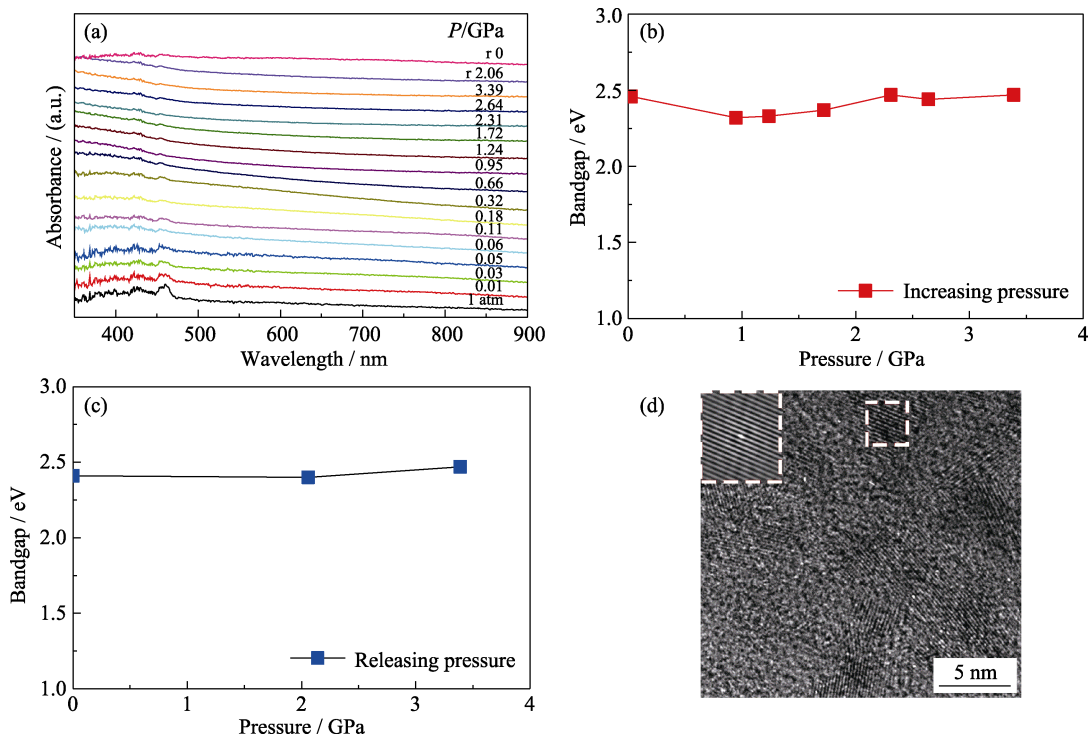 (a)
P/GPa
r 0
r 2.06
3.39
2.64
2.31
1.72
1.24
0.95
0.66
0.32
0.18
0.11
0.06
0.05
0.03
0.01
1 atm
Absorbance / (a.u.)
400 500 600 700 800 900
Wavelength / nm
(b)
3.0
2.5
2.0
1.5
1.0
Bandgap / eV
Increasing pressure
0 1 2 3 4
Pressure / GPa
(c)
3.0
2.5
2.0
1.5
1.0
Bandgap / eV
Releasing pressure
0 1 2 3 4
Pressure / GPa
(d)
5 nm